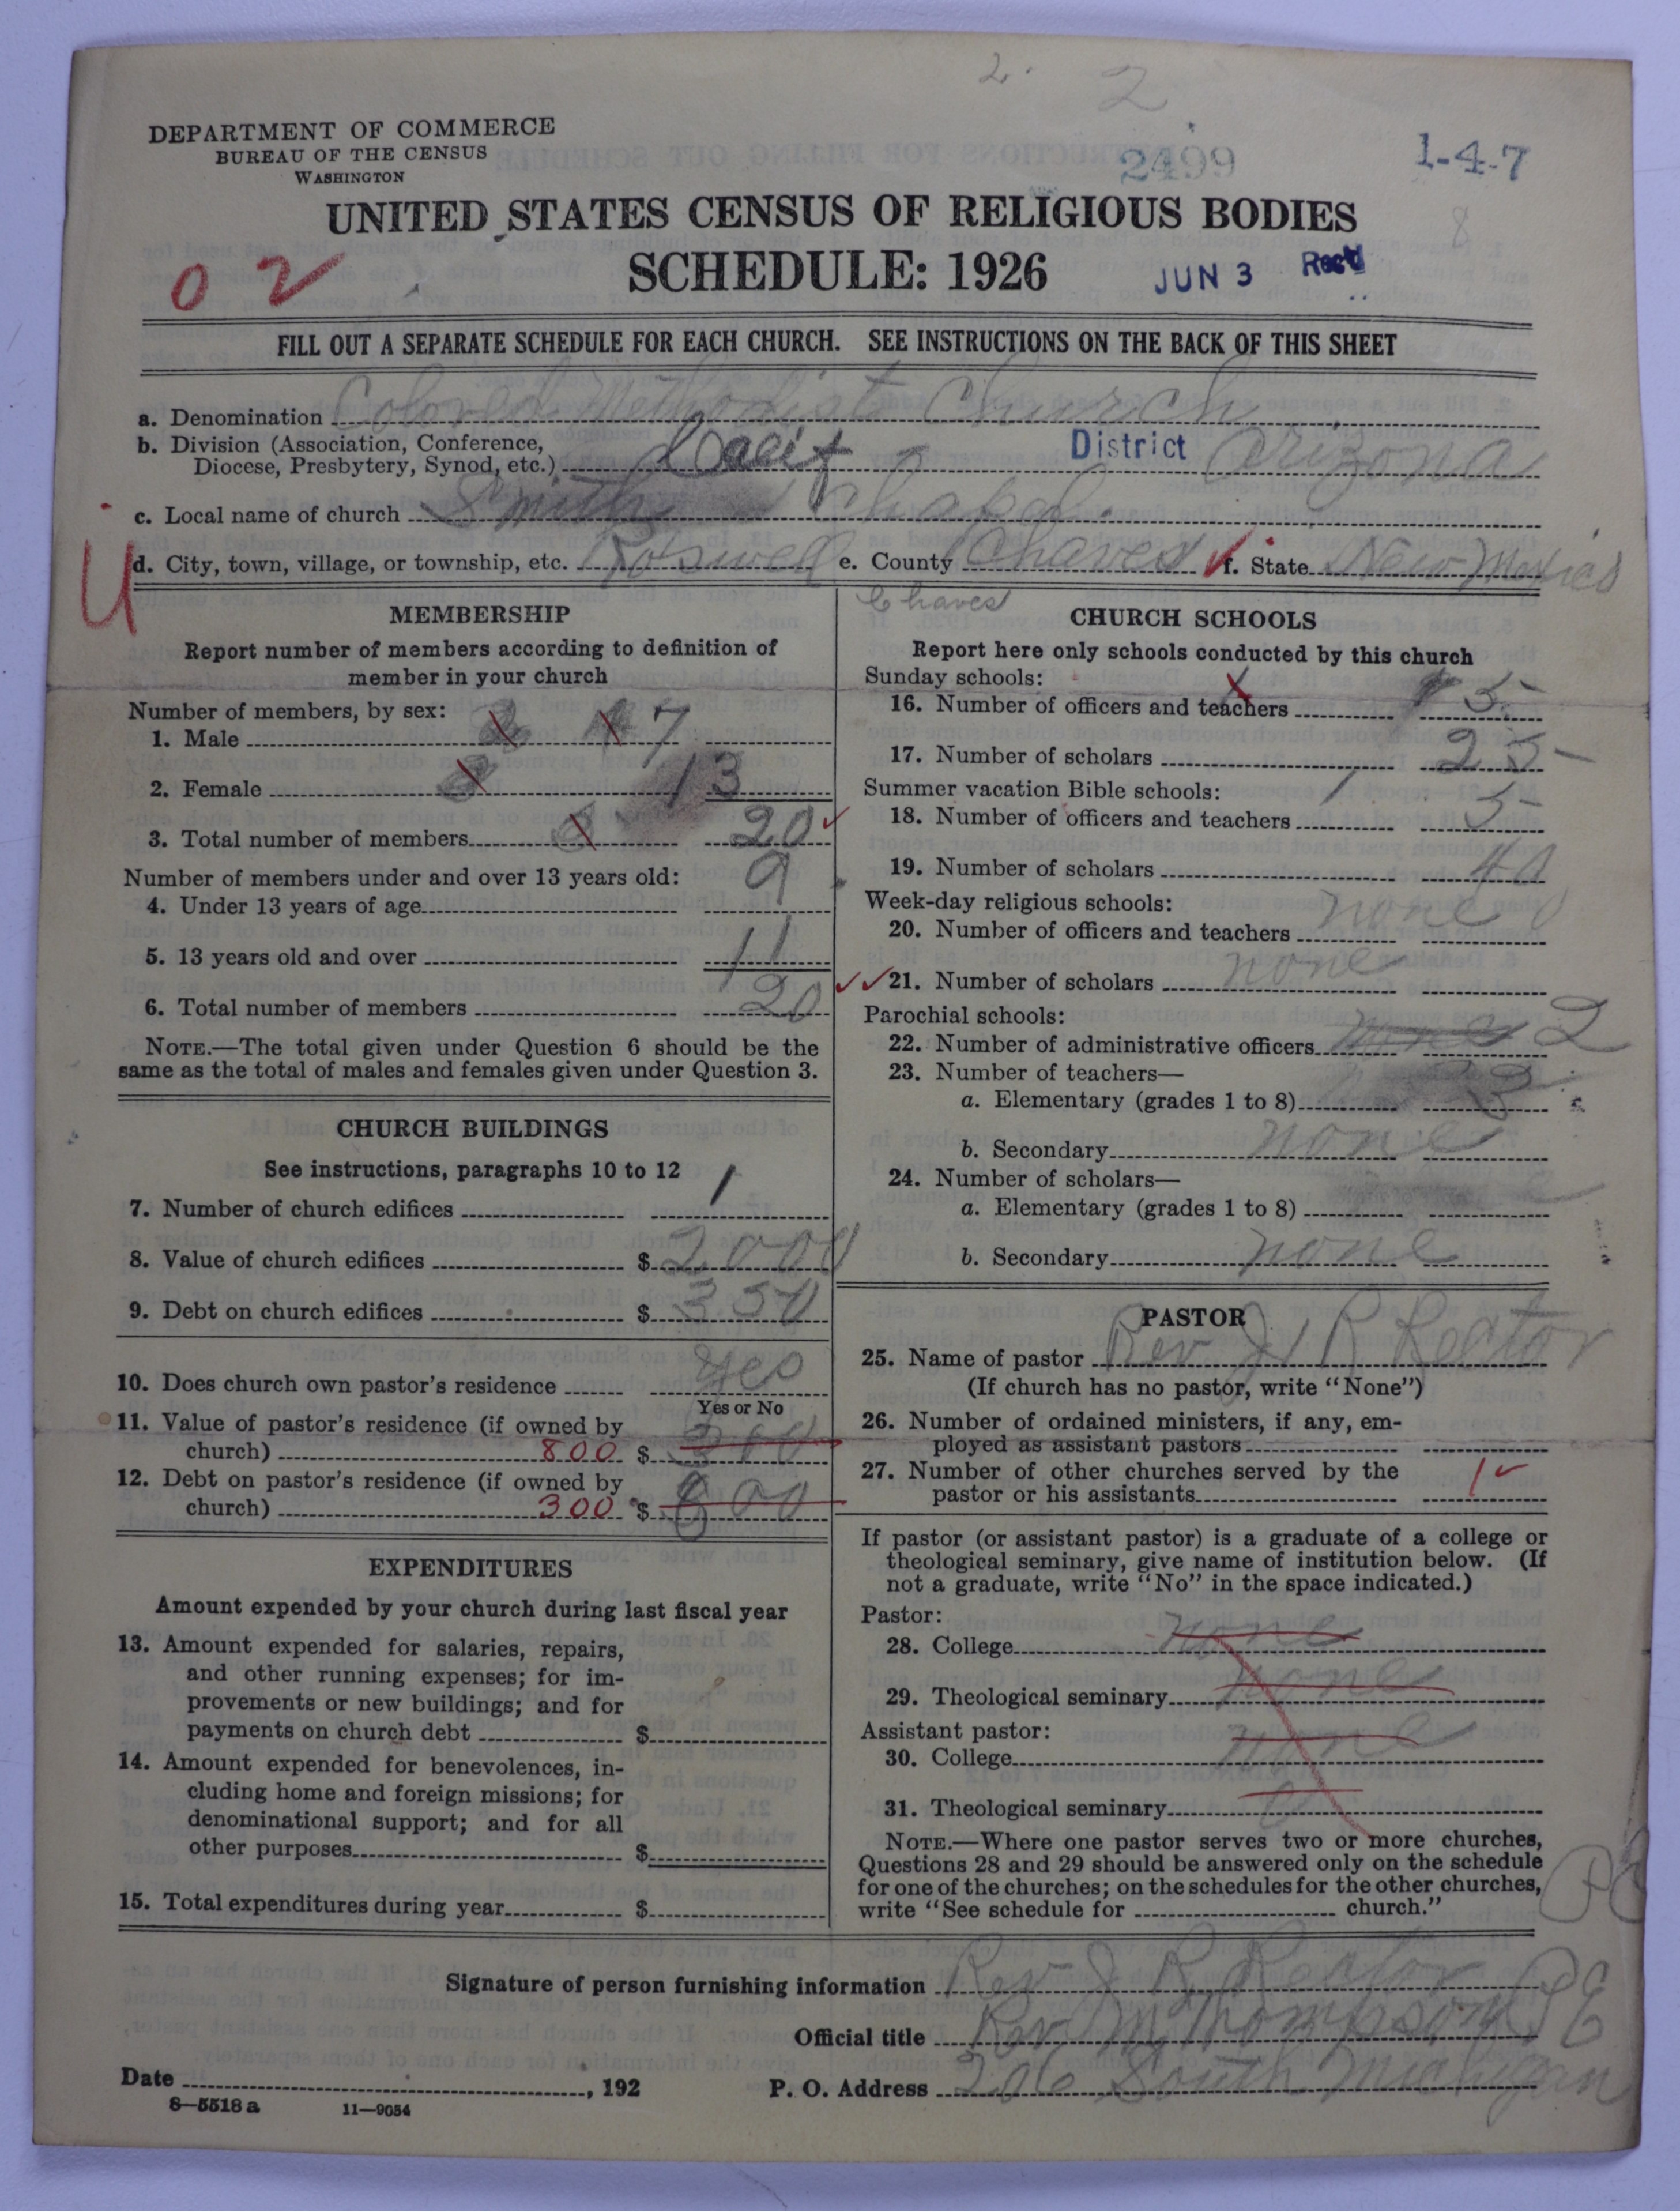 2. 2
DEPARTMENT OF COMMERCE
BUREAU OF THE CENSUS
WASHINGTON
2499
1-4-7
UNITED STATES CENSUS OF RELIGIOUS BODIES
8
02
SCHEDULE: 1926
JUN 3 Rec'd
FILL OUT A SEPARATE SCHEDULE FOR EACH CHURCH. SEE INSTRUCTIONS ON THE BACK OF THIS SHEET
a. Denomination Colored Methodist Church
b. Division (Association, Conference,
Diocese, Presbytery, Synod, etc.) Calif District Arizona
c. Local name of church Smith Chapel
U
d. City, town, village, or township, etc. Roswell e. County Chaves f. State New Mexico
Chaves
MEMBERSHIP
Report number of members according to definition of
member in your church
Number of members, by sex:
1. Male 7
2. Female 13
3. Total number of members 20
Number of members under and over 13 years old:
4. Under 13 years of age 9
5. 13 years old and over 11
6. Total number of members 20
NOTE.—The total given under Question 6 should be the
same as the total of males and females given under Question 3.
CHURCH BUILDINGS
See instructions, paragraphs 10 to 12
7. Number of church edifices 1
8. Value of church edifices $ 2000
9. Debt on church edifices $ 350
10. Does church own pastor's residence Yes
Yes or No
11. Value of pastor's residence (if owned by
church) 800 $ 300
12. Debt on pastor's residence (if owned by
church) 300 $ 800
EXPENDITURES
Amount expended by your church during last fiscal year
13. Amount expended for salaries, repairs,
and other running expenses; for im-
provements or new buildings; and for
payments on church debt $
14. Amount expended for benevolences, in-
cluding home and foreign missions; for
denominational support; and for all
other purposes $
15. Total expenditures during year $
CHURCH SCHOOLS
Report here only schools conducted by this church
Sunday schools:
16. Number of officers and teachers 5
17. Number of scholars 25
Summer vacation Bible schools:
18. Number of officers and teachers 5
19. Number of scholars 40
Week-day religious schools:
20. Number of officers and teachers none
21. Number of scholars none
Parochial schools:
22. Number of administrative officers none 2
23. Number of teachers—
a. Elementary (grades 1 to 8)
b. Secondary none
24. Number of scholars—
a. Elementary (grades 1 to 8)
b. Secondary none
PASTOR
25. Name of pastor Rev J R Rector
(If church has no pastor, write "None")
26. Number of ordained ministers, if any, em-
ployed as assistant pastors
27. Number of other churches served by the
pastor or his assistants 1
If pastor (or assistant pastor) is a graduate of a college or
theological seminary, give name of institution below. (If
not a graduate, write "No" in the space indicated.)
Pastor:
28. College none
29. Theological seminary none
Assistant pastor:
30. College none
31. Theological seminary 0
NOTE.—Where one pastor serves two or more churches,
Questions 28 and 29 should be answered only on the schedule
for one of the churches; on the schedules for the other churches,
write "See schedule for church."
Signature of person furnishing information Rev J R Rector
Official title Rev M Thompson P E
Date , 192 P. O. Address 206 South Michigan
8—5518 a 11—9054